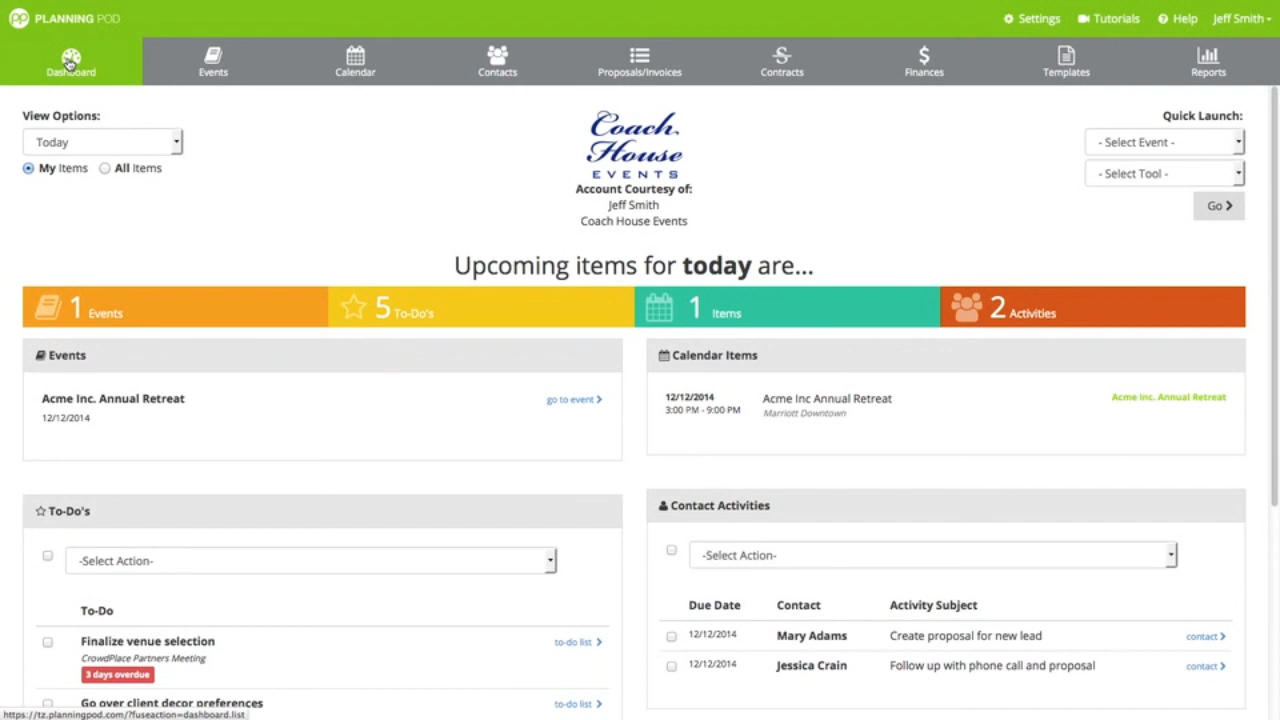 PLANNING POD
Settings
Tutorials
Help
Jeff Smith
Dashboard
Events
Calendar
Contacts
Proposals/Invoices
Contracts
Finances
Templates
Reports
View Options:
Today
My Items
All Items
Coach
House
EVENTS
Account Courtesy of:
Jeff Smith
Coach House Events
Quick Launch:
- Select Event -
- Select Tool -
Go
Upcoming items for today are...
1 Events
5 To-Do's
1 Items
2 Activities
Events
Acme Inc. Annual Retreat
go to event
12/12/2014
Calendar Items
12/12/2014
Acme Inc Annual Retreat
Acme Inc. Annual Retreat
3:00 PM - 9:00 PM
Marriott Downtown
To-Do's
-Select Action-
To-Do
Finalize venue selection
to-do list
CrowdPlace Partners Meeting
3 days overdue
Go over client decor preferences
to-do list
Contact Activities
-Select Action-
Due Date Contact Activity Subject
12/12/2014 Mary Adams Create proposal for new lead contact
12/12/2014 Jessica Crain Follow up with phone call and proposal contact
https://tz.planningpod.com/?fuseaction=dashboard.list